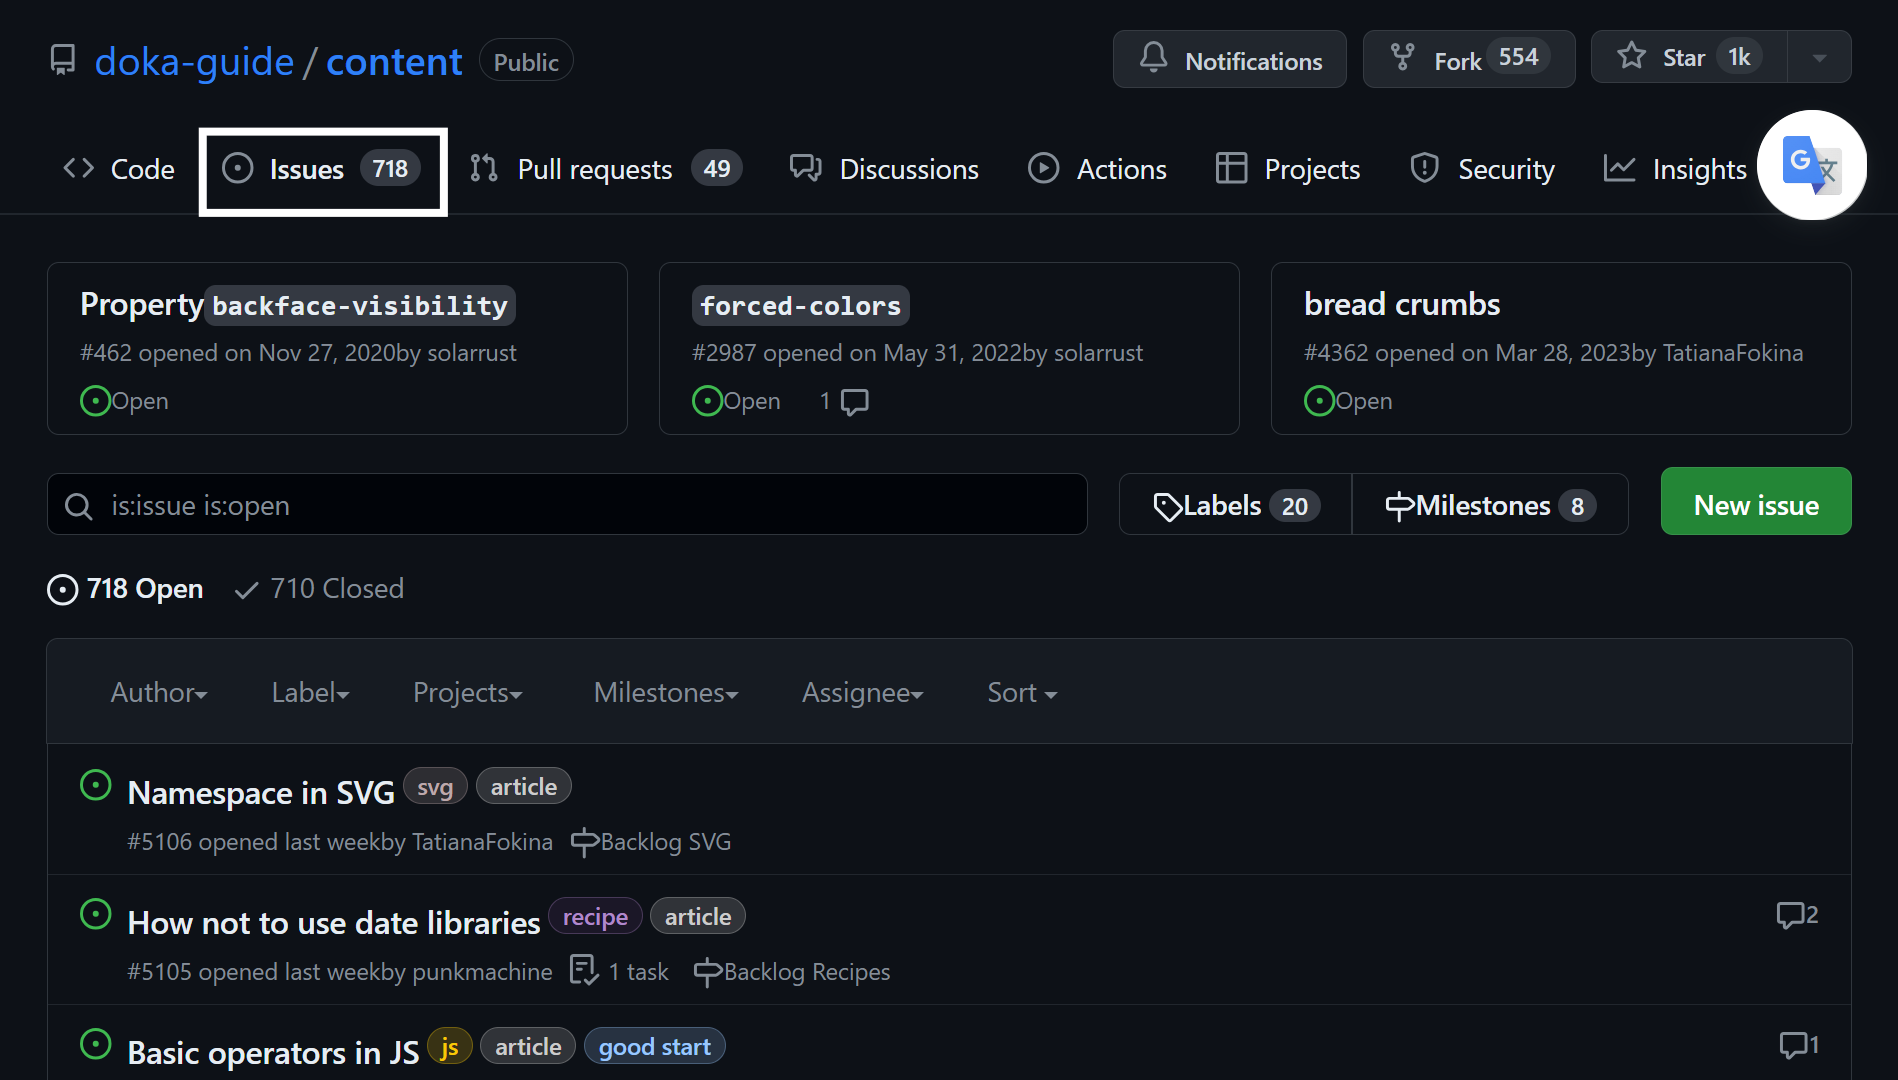 doka-guide / content Public Notifications Fork 554 Star 1k
Code Issues 718 Pull requests 49 Discussions Actions Projects Security Insights
Property backface-visibility
#462 opened on Nov 27, 2020by solarrust
Open
forced-colors
#2987 opened on May 31, 2022by solarrust
Open 1
bread crumbs
#4362 opened on Mar 28, 2023by TatianaFokina
Open
is:issue is:open Labels 20 Milestones 8 New issue
718 Open 710 Closed
Author Label Projects Milestones Assignee Sort
Namespace in SVG svg article
#5106 opened last weekby TatianaFokina Backlog SVG
How not to use date libraries recipe article 2
#5105 opened last weekby punkmachine 1 task Backlog Recipes
Basic operators in JS js article good start 1